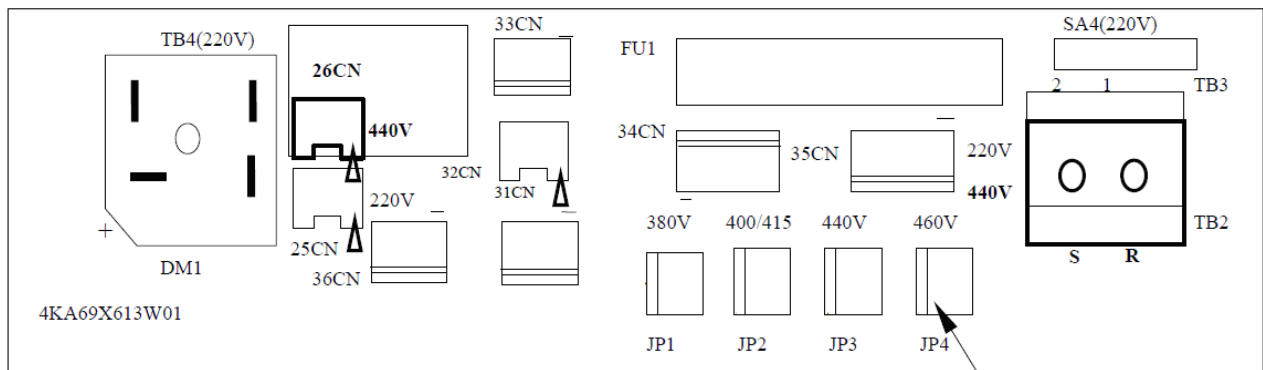 TB4(220V)
33CN
FU1
SA4(220V)
26CN
2 1
TB3
440V
34CN
35CN
220V
32CN
31CN
440V
220V
380V
400/415
440V
460V
TB2
+
25CN
S R
DM1
36CN
4KA69X613W01
JP1
JP2
JP3
JP4